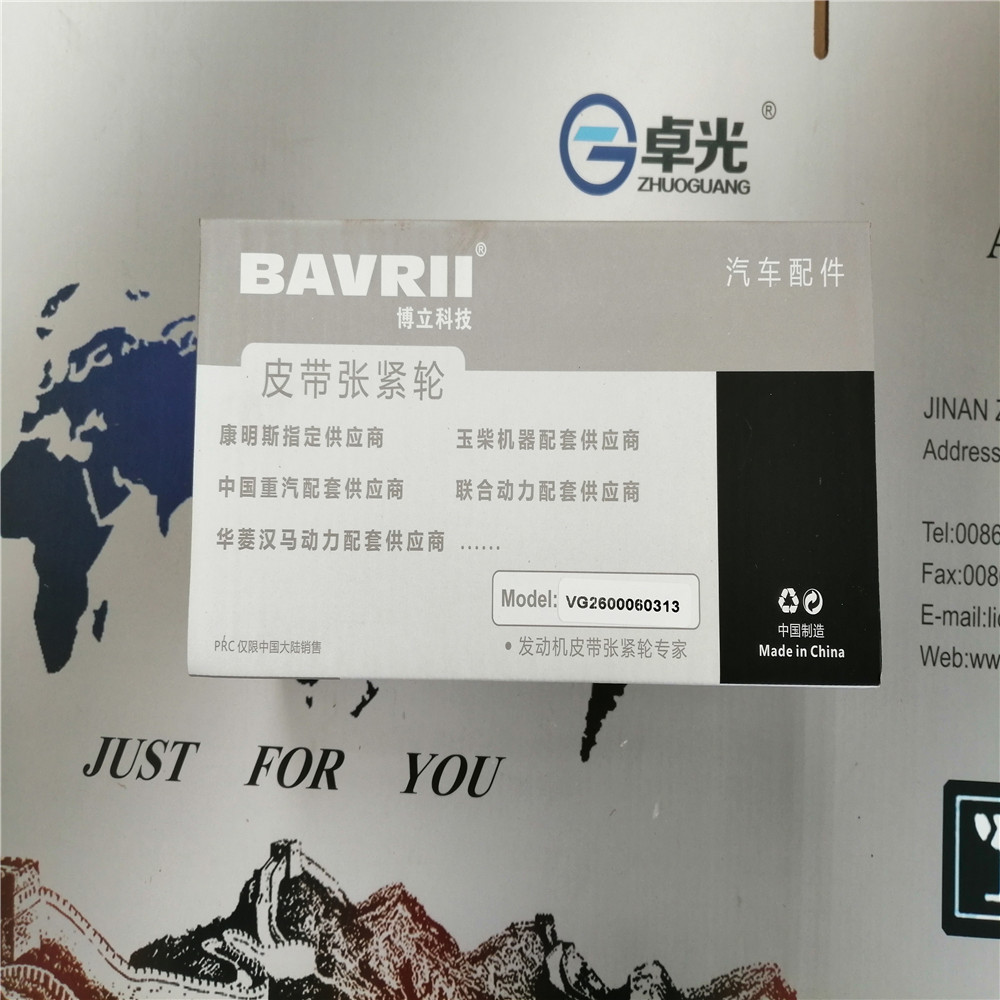 卓光®
ZHUOGUANG
BAVRII®
博立科技
汽车配件
皮带张紧轮
康明斯指定供应商 玉柴机器配套供应商
中国重汽配套供应商 联合动力配套供应商
华菱汉马动力配套供应商 ......
Model: VG2600060313
• 发动机皮带张紧轮专家
PRC 仅限中国大陆销售
中国制造
Made in China
JINAN
Address
Tel:0086
Fax:008
E-mail:li
Web:ww
JUST FOR YOU